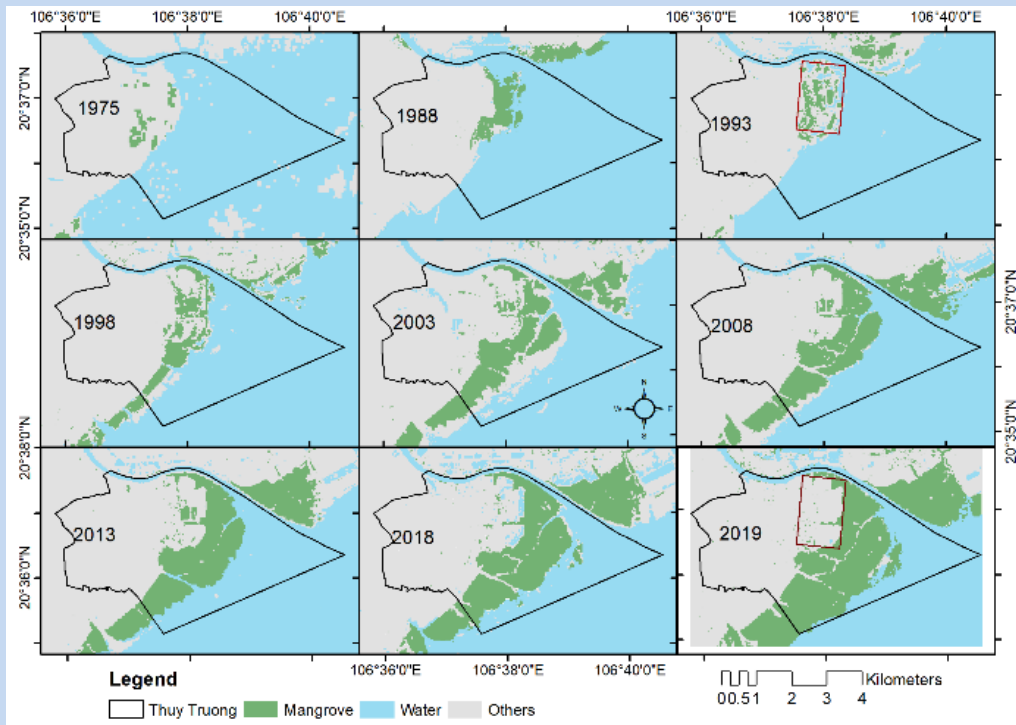 106°36'0"E 106°38'0"E 106°40'0"E 106°36'0"E 106°38'0"E 106°40'0"E
20°37'0"N
20°35'0"N
1975
1988
1993
1998
2003
2008
N
W E
S
20°38'0"N
20°36'0"N
20°37'0"N
20°35'0"N
2013
2018
2019
106°36'0"E 106°38'0"E 106°40'0"E
Legend
Thuy Truong Mangrove Water Others
Kilometers
0 0.5 1 2 3 4